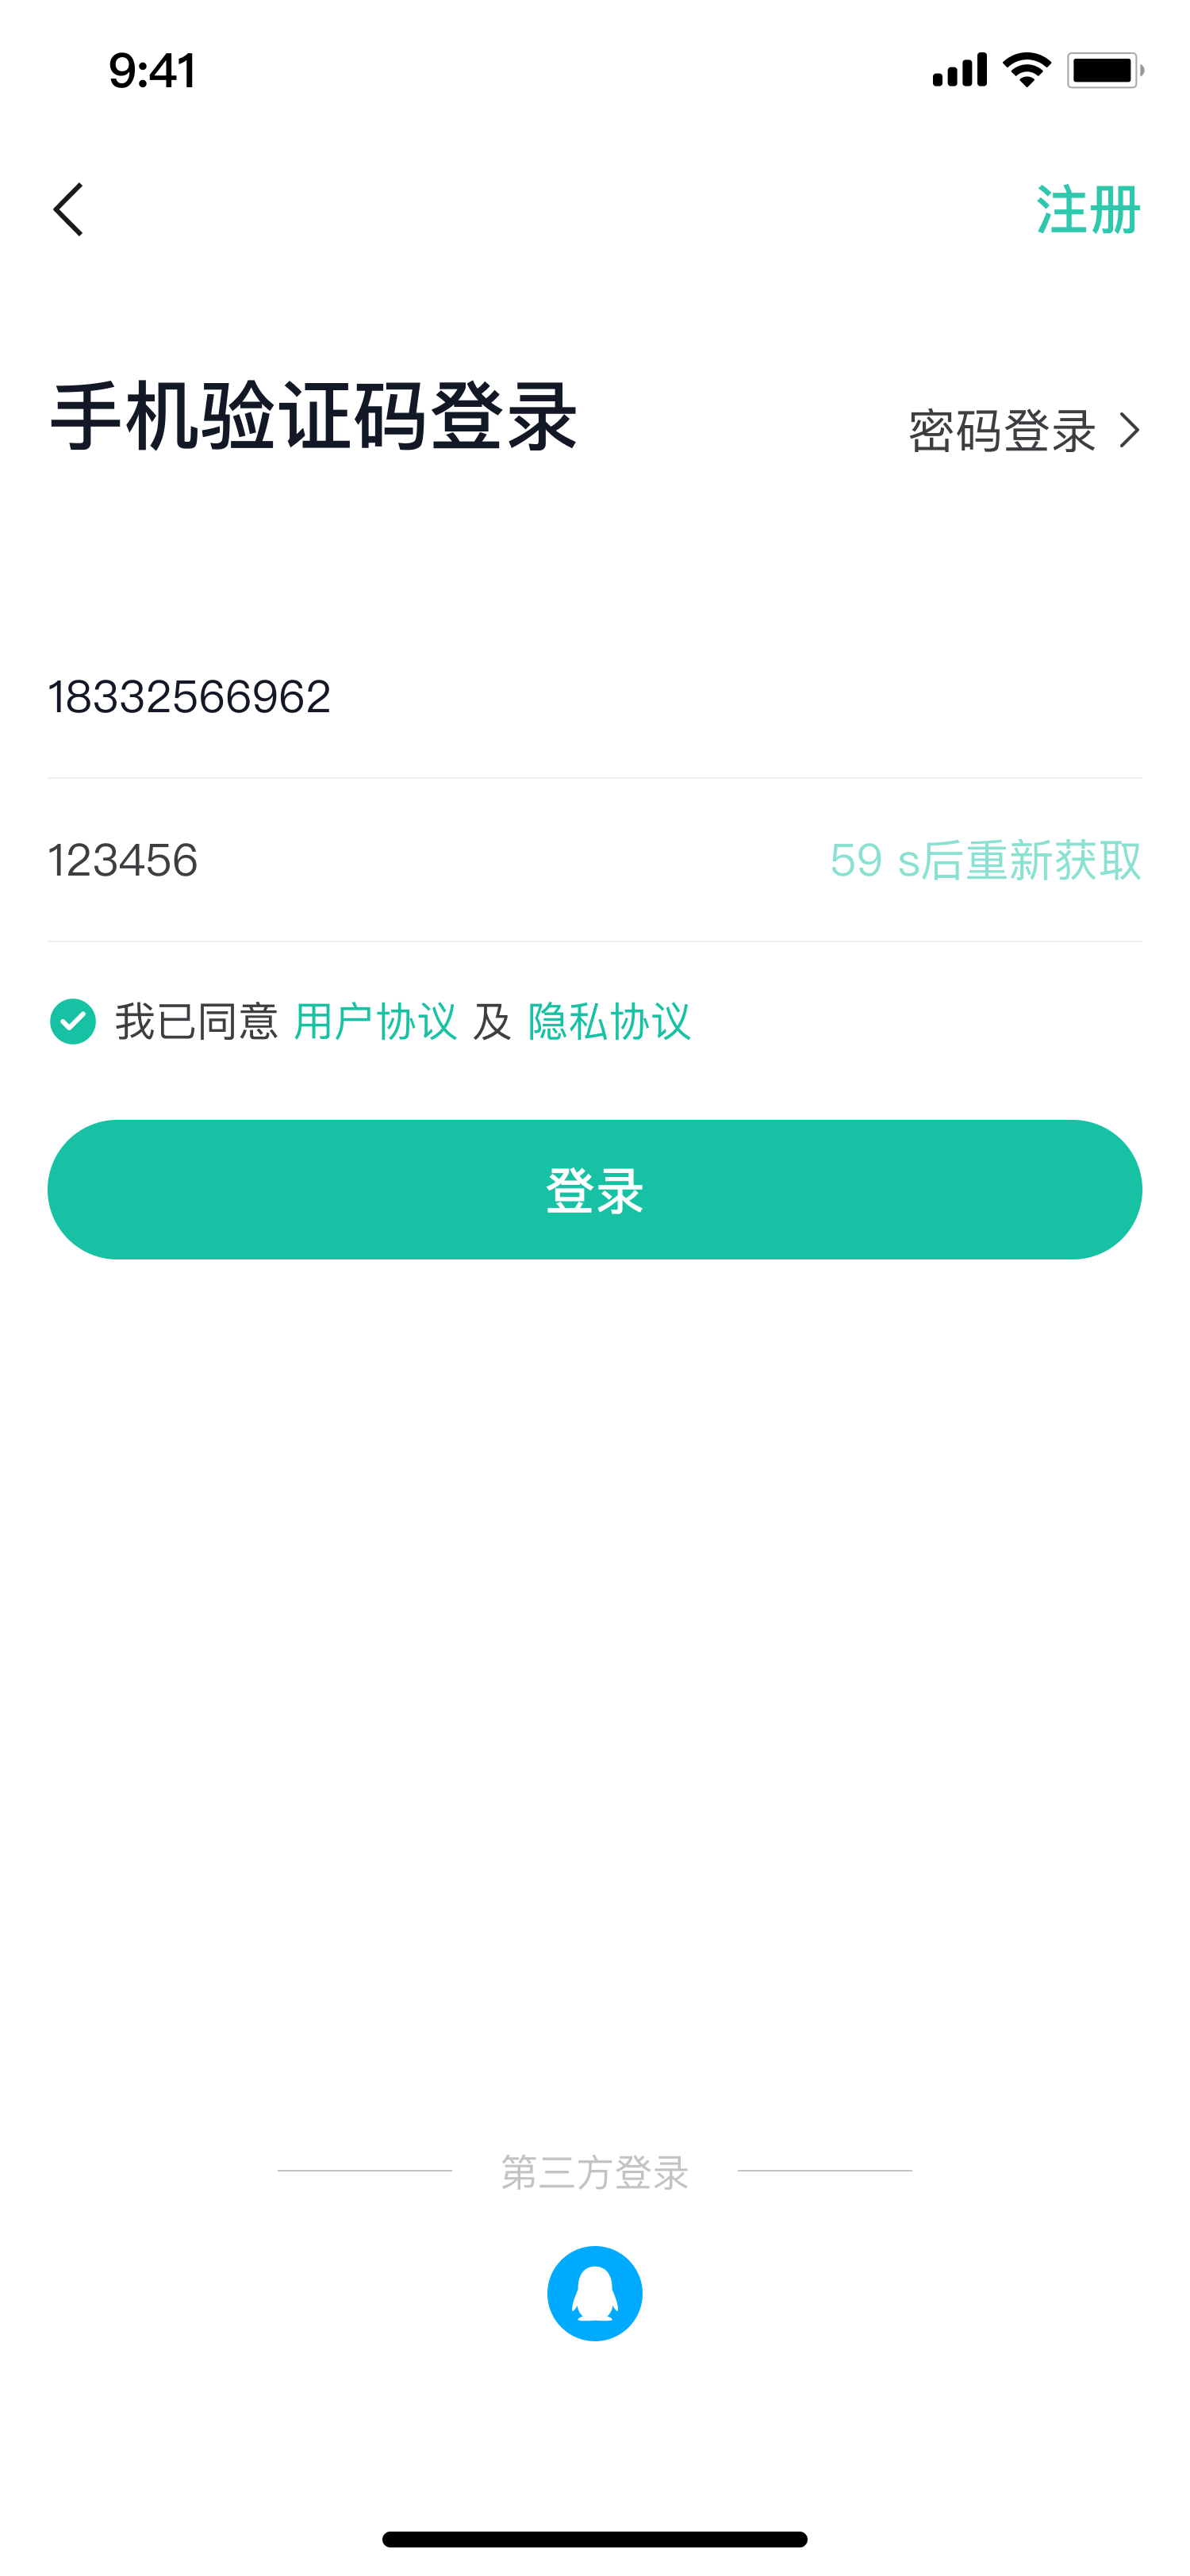 9:41
注册
手机验证码登录
密码登录
18332566962
123456
59 s后重新获取
我已同意 用户协议 及 隐私协议
登录
第三方登录